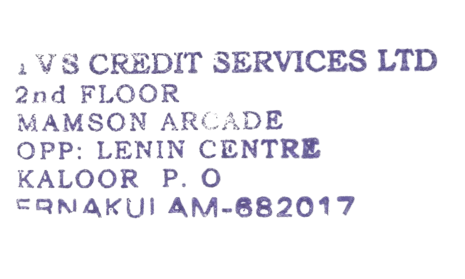 TVS CREDIT SERVICES LTD
2nd FLOOR
MAMSON ARCADE
OPP: LENIN CENTRE
KALOOR P. O
ERNAKULAM-682017